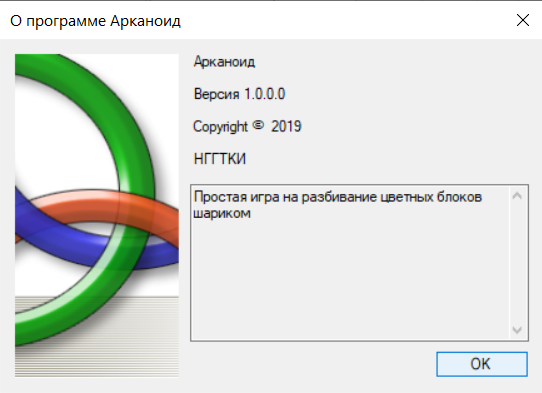 О программе Арканоид
Арканоид
Версия 1.0.0.0
Copyright © 2019
НГГТКИ
Простая игра на разбивание цветных блоков
шариком
OK